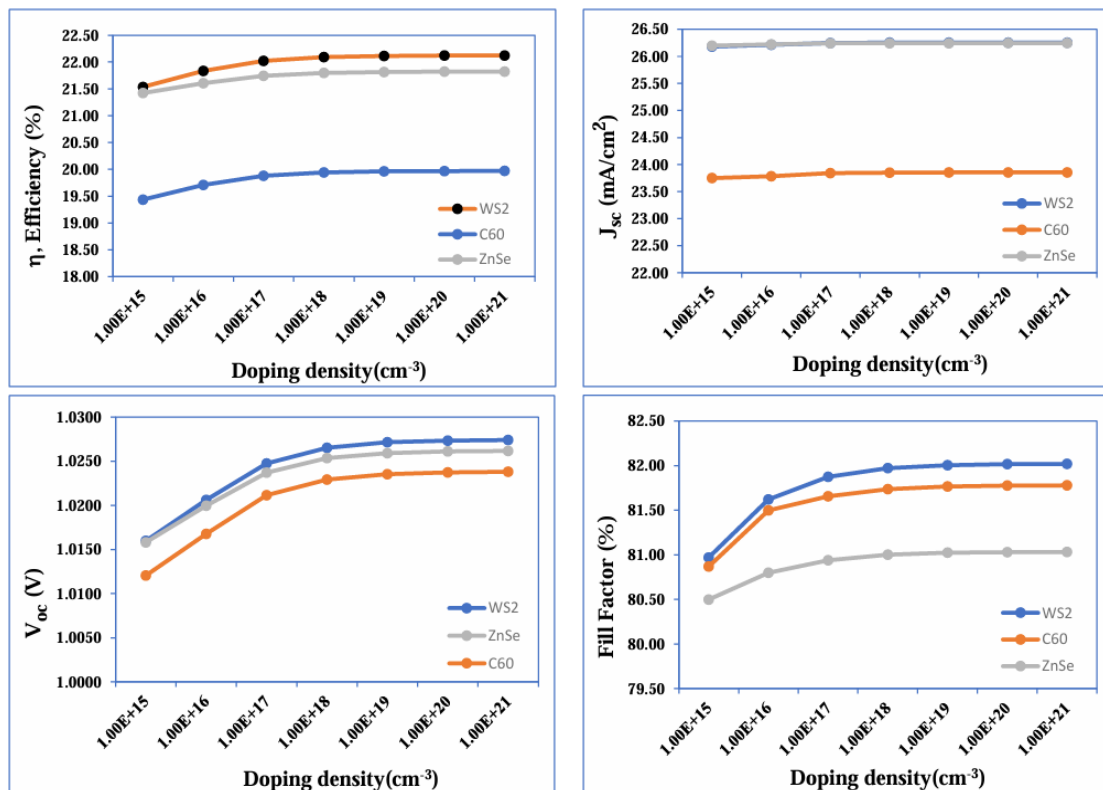 η, Efficiency (%)
22.50
22.00
21.50
21.00
20.50
20.00
19.50
19.00
18.50
18.00
WS2
C60
ZnSe
1.00E+15
1.00E+16
1.00E+17
1.00E+18
1.00E+19
1.00E+20
1.00E+21
Doping density(cm-3)
Jsc (mA/cm2)
26.50
26.00
25.50
25.00
24.50
24.00
23.50
23.00
22.50
22.00
WS2
C60
ZnSe
1.00E+15
1.00E+16
1.00E+17
1.00E+18
1.00E+19
1.00E+20
1.00E+21
Doping density(cm-3)
Voc (V)
1.0300
1.0250
1.0200
1.0150
1.0100
1.0050
1.0000
WS2
ZnSe
C60
1.00E+15
1.00E+16
1.00E+17
1.00E+18
1.00E+19
1.00E+20
1.00E+21
Doping density(cm-3)
Fill Factor (%)
82.50
82.00
81.50
81.00
80.50
80.00
79.50
WS2
C60
ZnSe
1.00E+15
1.00E+16
1.00E+17
1.00E+18
1.00E+19
1.00E+20
1.00E+21
Doping density(cm-3)